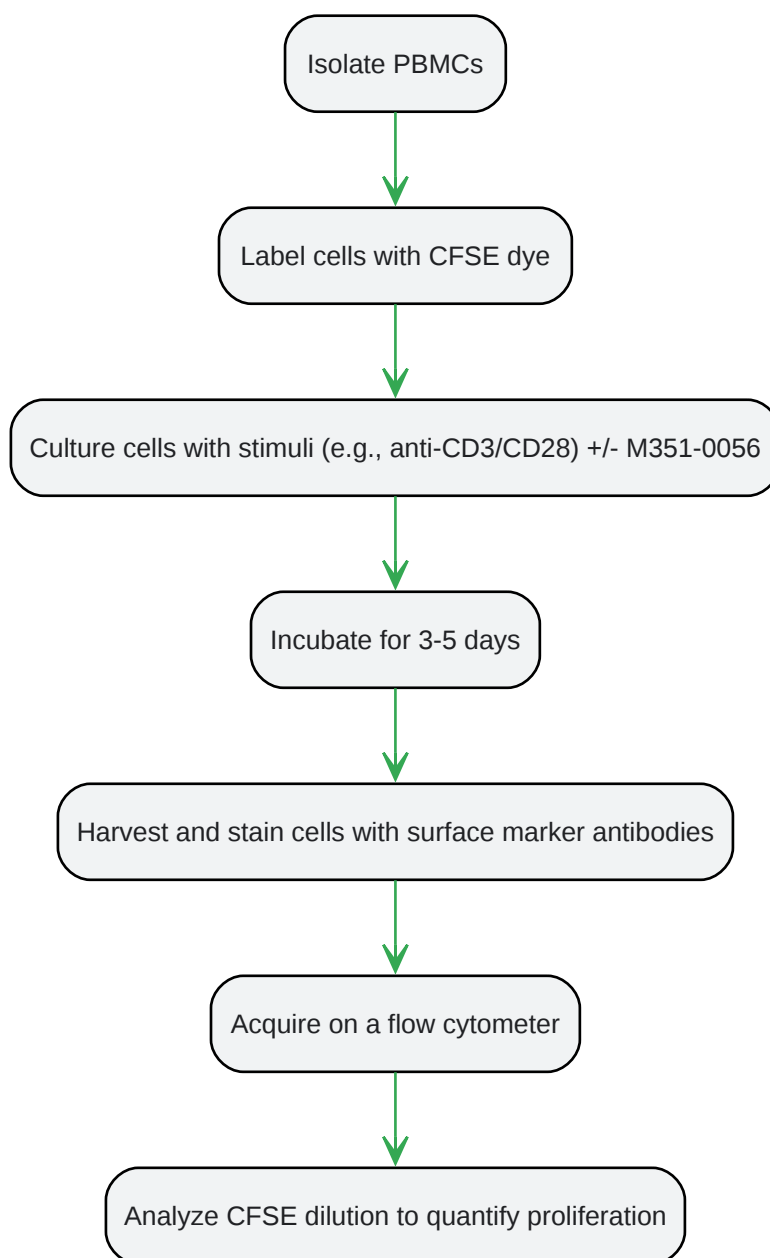 Isolate PBMCs
Label cells with CFSE dye
Culture cells with stimuli (e.g., anti-CD3/CD28) +/- M351-0056
Incubate for 3-5 days
Harvest and stain cells with surface marker antibodies
Acquire on a flow cytometer
Analyze CFSE dilution to quantify proliferation